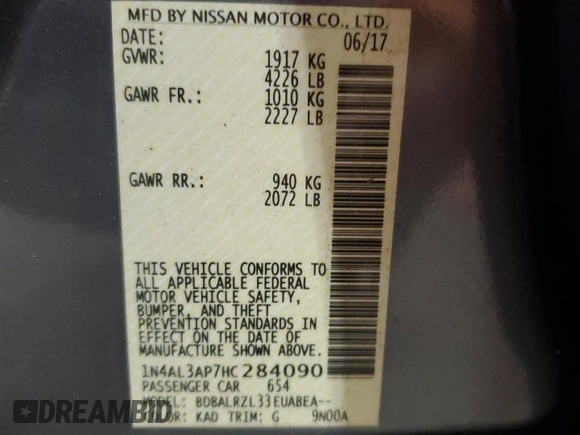 MFD BY NISSAN MOTOR CO., LTD.
DATE: 06/17
GVWR: 1917 KG
4226 LB
GAWR FR.: 1010 KG
2227 LB
GAWR RR.: 940 KG
2072 LB
THIS VEHICLE CONFORMS TO
ALL APPLICABLE FEDERAL
MOTOR VEHICLE SAFETY,
BUMPER, AND THEFT
PREVENTION STANDARDS IN
EFFECT ON THE DATE OF
MANUFACTURE SHOWN ABOVE.
1N4AL3AP7HC284090
PASSENGER CAR 654
MODEL: BDBALRZL33EUABEA--
COLOR: KAD TRIM: G 9N00A
© DREAMBID